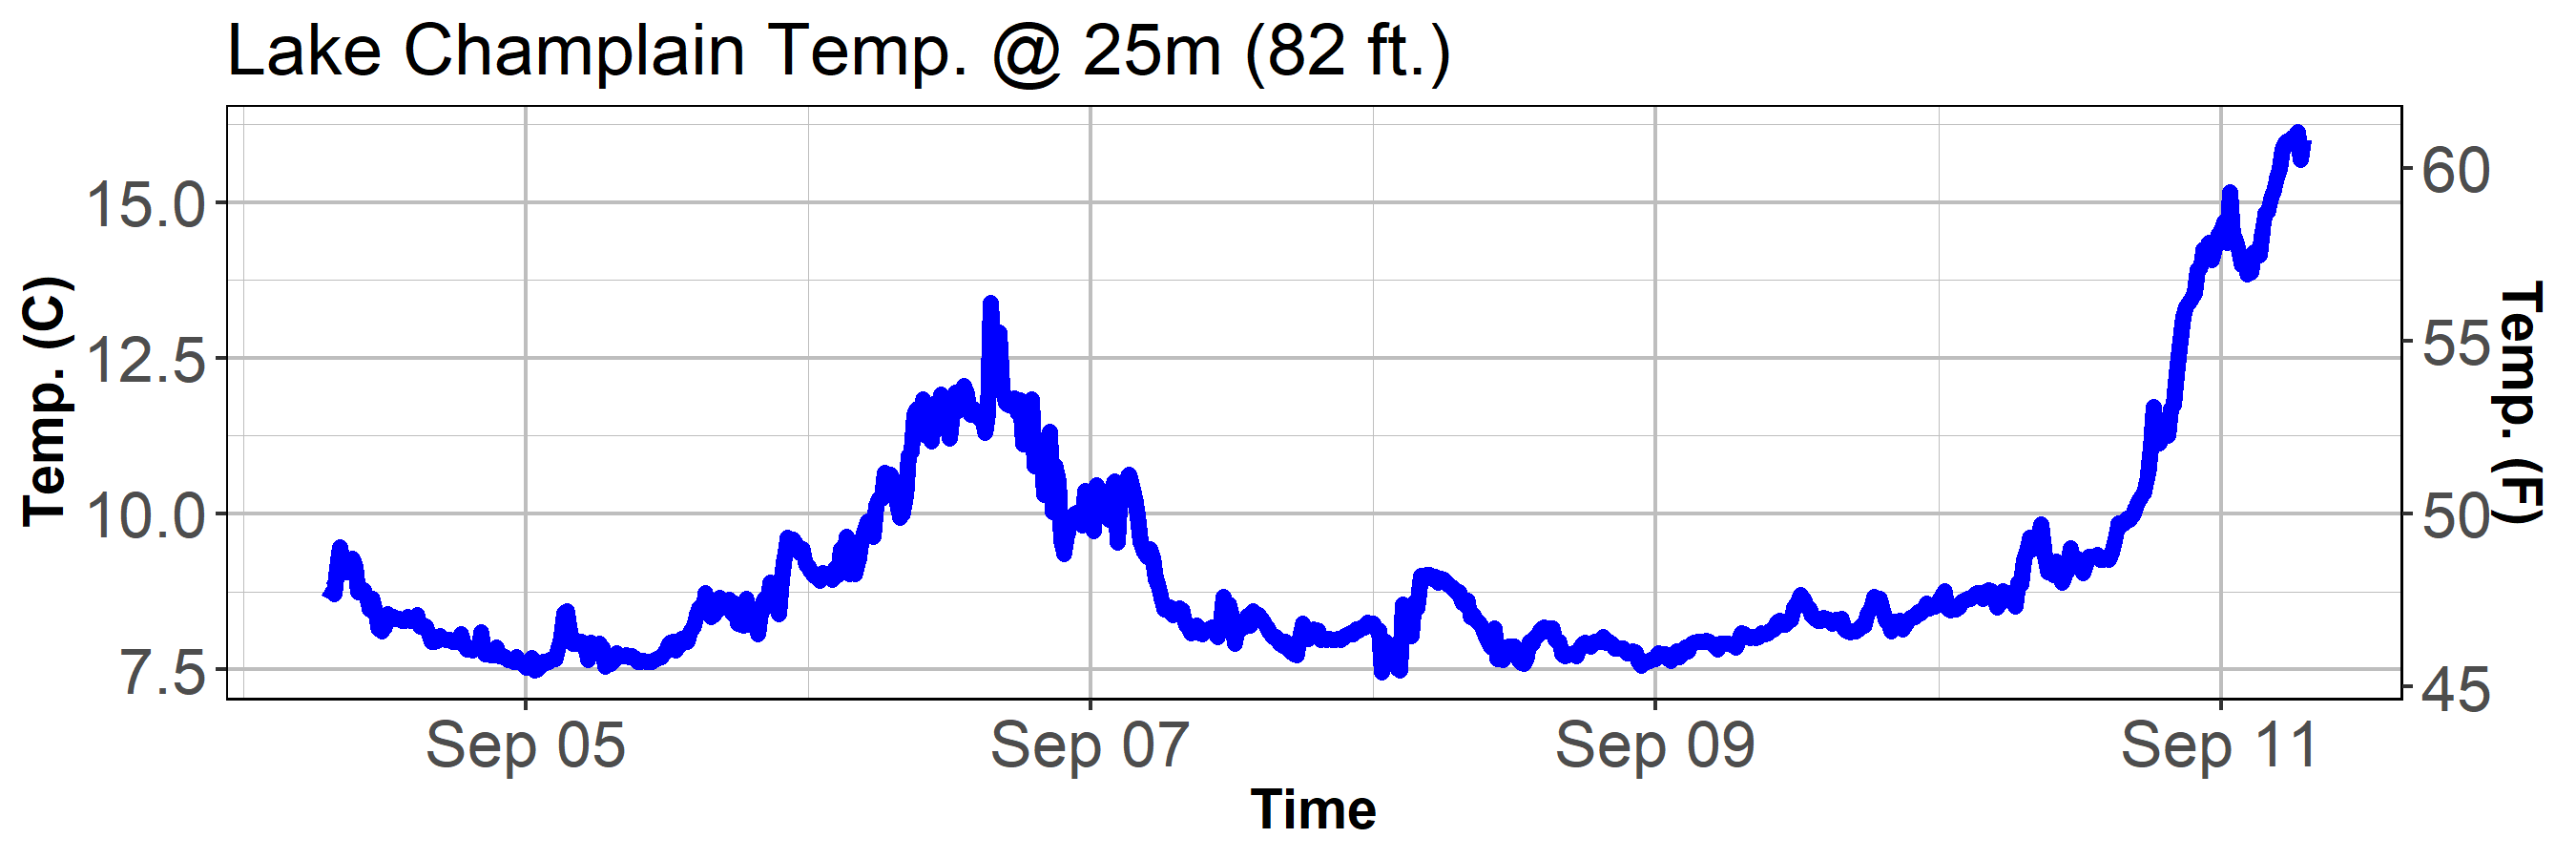 Lake Champlain Temp. @ 25m (82 ft.)
Temp. (C)
15.0
12.5
10.0
7.5
60
55
50
45
Temp. (F)
Sep 05 Sep 07 Sep 09 Sep 11
Time